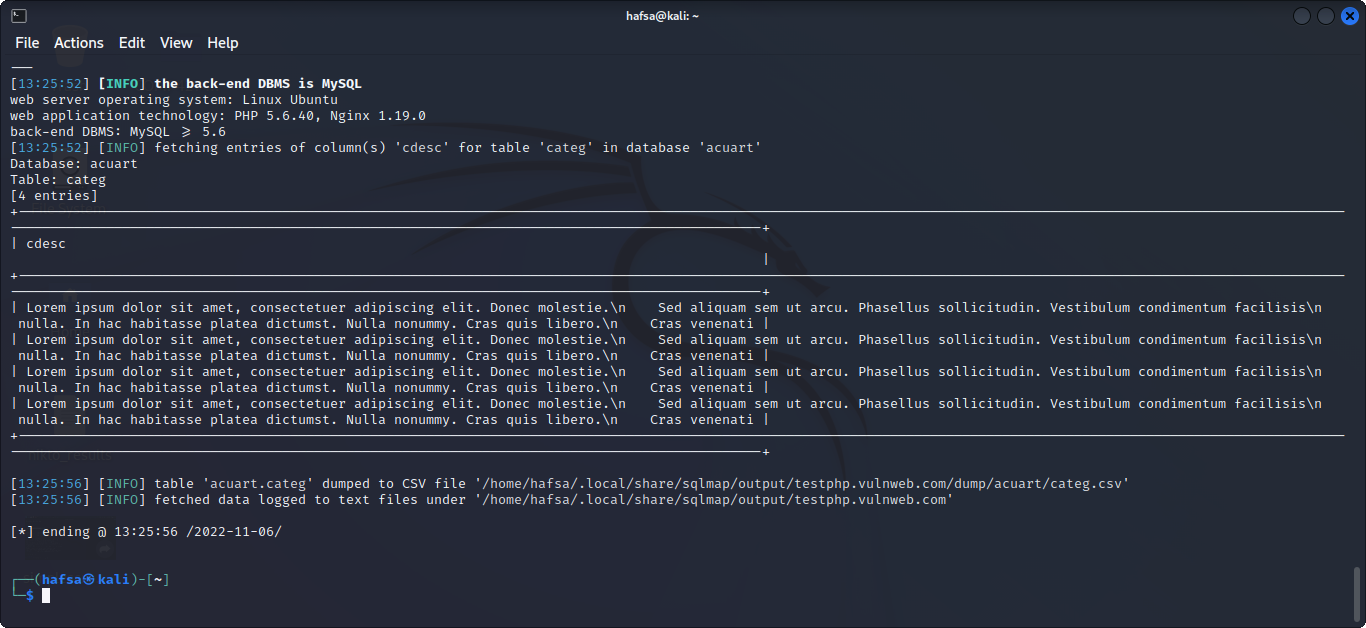 hafsa@kali: ~
File Actions Edit View Help
[13:25:52] [INFO] the back-end DBMS is MySQL
web server operating system: Linux Ubuntu
web application technology: PHP 5.6.40, Nginx 1.19.0
back-end DBMS: MySQL ≥ 5.6
[13:25:52] [INFO] fetching entries of column(s) 'cdesc' for table 'categ' in database 'acuart'
Database: acuart
Table: categ
[4 entries]
| cdesc
|
| Lorem ipsum dolor sit amet, consectetuer adipiscing elit. Donec molestie.\n    Sed aliquam sem ut arcu. Phasellus sollicitudin. Vestibulum condimentum facilisis\n
nulla. In hac habitasse platea dictumst. Nulla nonummy. Cras quis libero.\n    Cras venenati |
| Lorem ipsum dolor sit amet, consectetuer adipiscing elit. Donec molestie.\n    Sed aliquam sem ut arcu. Phasellus sollicitudin. Vestibulum condimentum facilisis\n
nulla. In hac habitasse platea dictumst. Nulla nonummy. Cras quis libero.\n    Cras venenati |
| Lorem ipsum dolor sit amet, consectetuer adipiscing elit. Donec molestie.\n    Sed aliquam sem ut arcu. Phasellus sollicitudin. Vestibulum condimentum facilisis\n
nulla. In hac habitasse platea dictumst. Nulla nonummy. Cras quis libero.\n    Cras venenati |
| Lorem ipsum dolor sit amet, consectetuer adipiscing elit. Donec molestie.\n    Sed aliquam sem ut arcu. Phasellus sollicitudin. Vestibulum condimentum facilisis\n
nulla. In hac habitasse platea dictumst. Nulla nonummy. Cras quis libero.\n    Cras venenati |
[13:25:56] [INFO] table 'acuart.categ' dumped to CSV file '/home/hafsa/.local/share/sqlmap/output/testphp.vulnweb.com/dump/acuart/categ.csv'
[13:25:56] [INFO] fetched data logged to text files under '/home/hafsa/.local/share/sqlmap/output/testphp.vulnweb.com'
[*] ending @ 13:25:56 /2022-11-06/
┌──(hafsa㉿kali)-[~]
└─$